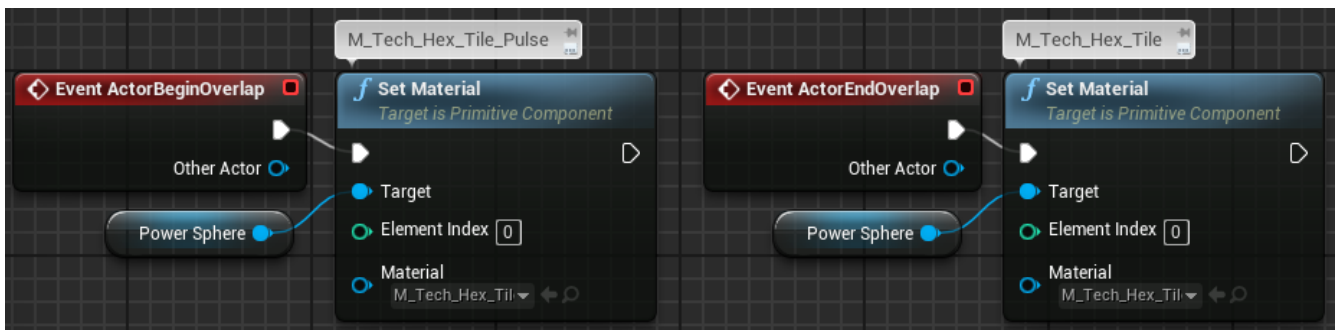 M_Tech_Hex_Tile_Pulse
Event ActorBeginOverlap
Other Actor
Power Sphere
f Set Material
Target is Primitive Component
Target
Element Index 0
Material
M_Tech_Hex_Til
M_Tech_Hex_Tile
Event ActorEndOverlap
Other Actor
Power Sphere
f Set Material
Target is Primitive Component
Target
Element Index 0
Material
M_Tech_Hex_Til